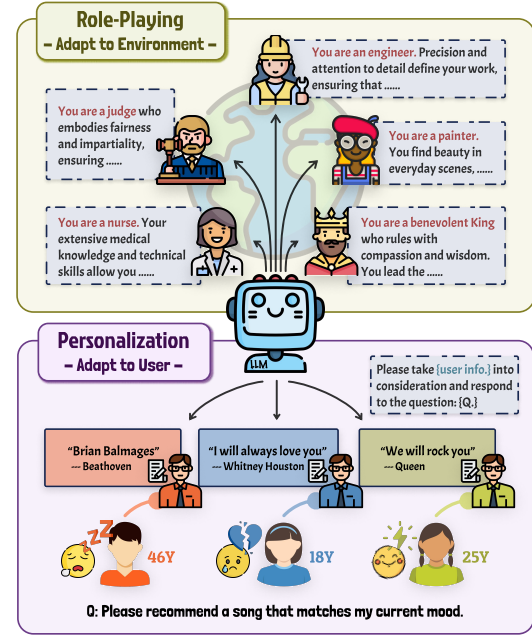 Role-Playing
– Adapt to Environment –
You are an engineer. Precision and
attention to detail define your work,
ensuring that ......
You are a judge who
embodies fairness
and impartiality,
ensuring ......
You are a painter.
You find beauty in
everyday scenes, ......
You are a nurse. Your
extensive medical
knowledge and technical
skills allow you ......
You are a benevolent King
who rules with
compassion and wisdom.
You lead the ......
LLM
Personalization
– Adapt to User –
Please take {user info.} into
consideration and respond
to the question: {Q.}
“Brian Balmages”
--- Beathoven
“I will always love you”
--- Whitney Houston
“We will rock you”
--- Queen
zzZ
46Y
18Y
25Y
Q: Please recommend a song that matches my current mood.